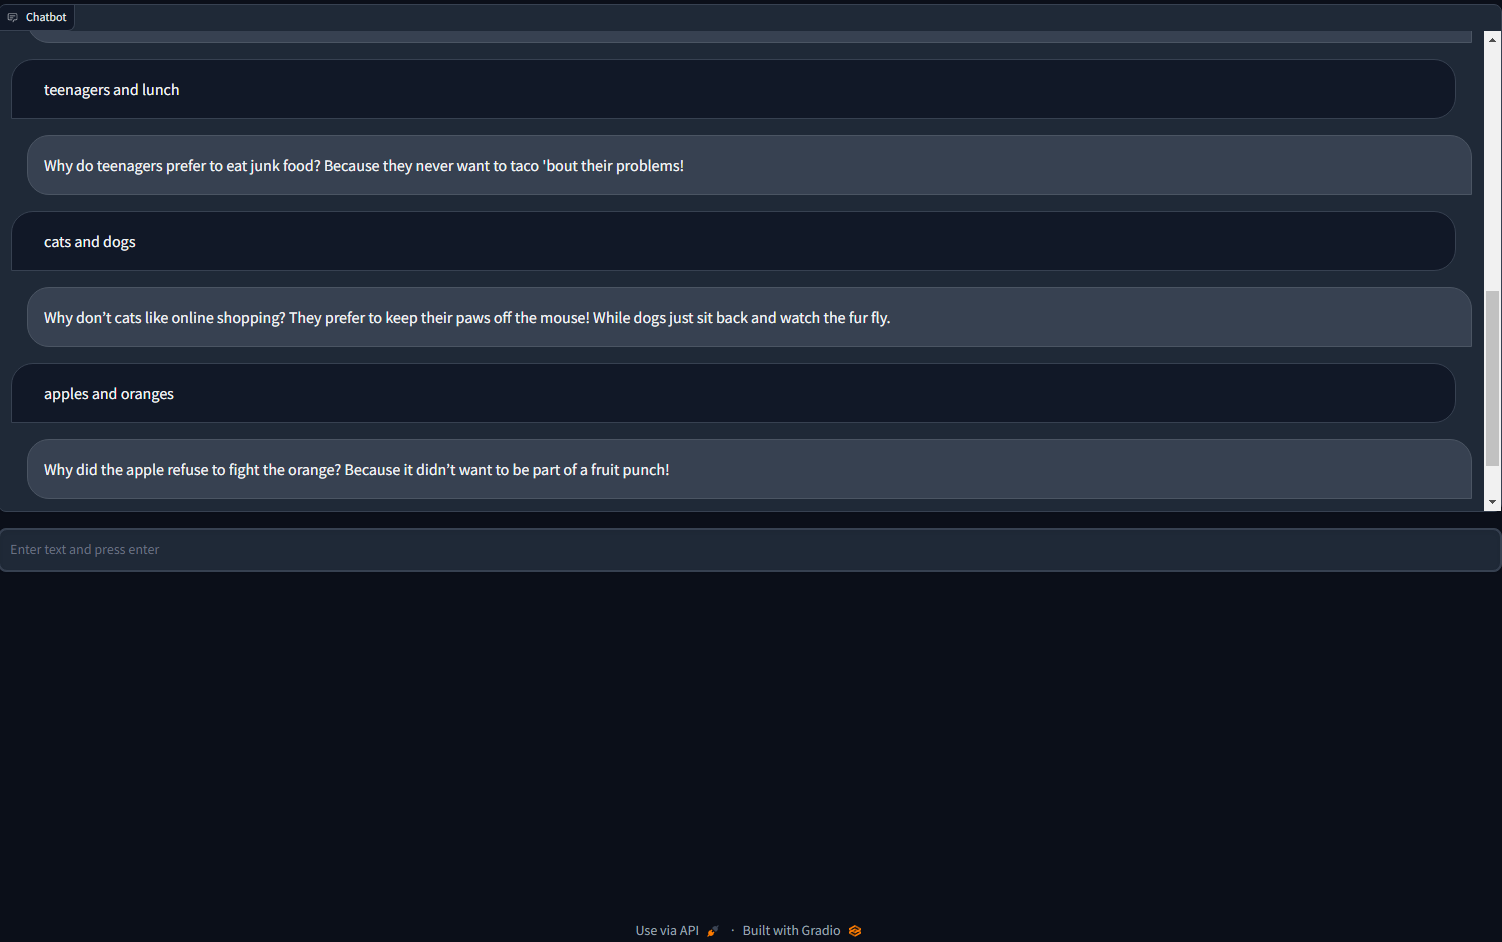 Chatbot
teenagers and lunch
Why do teenagers prefer to eat junk food? Because they never want to taco 'bout their problems!
cats and dogs
Why don’t cats like online shopping? They prefer to keep their paws off the mouse! While dogs just sit back and watch the fur fly.
apples and oranges
Why did the apple refuse to fight the orange? Because it didn’t want to be part of a fruit punch!
Enter text and press enter
Use via API · Built with Gradio